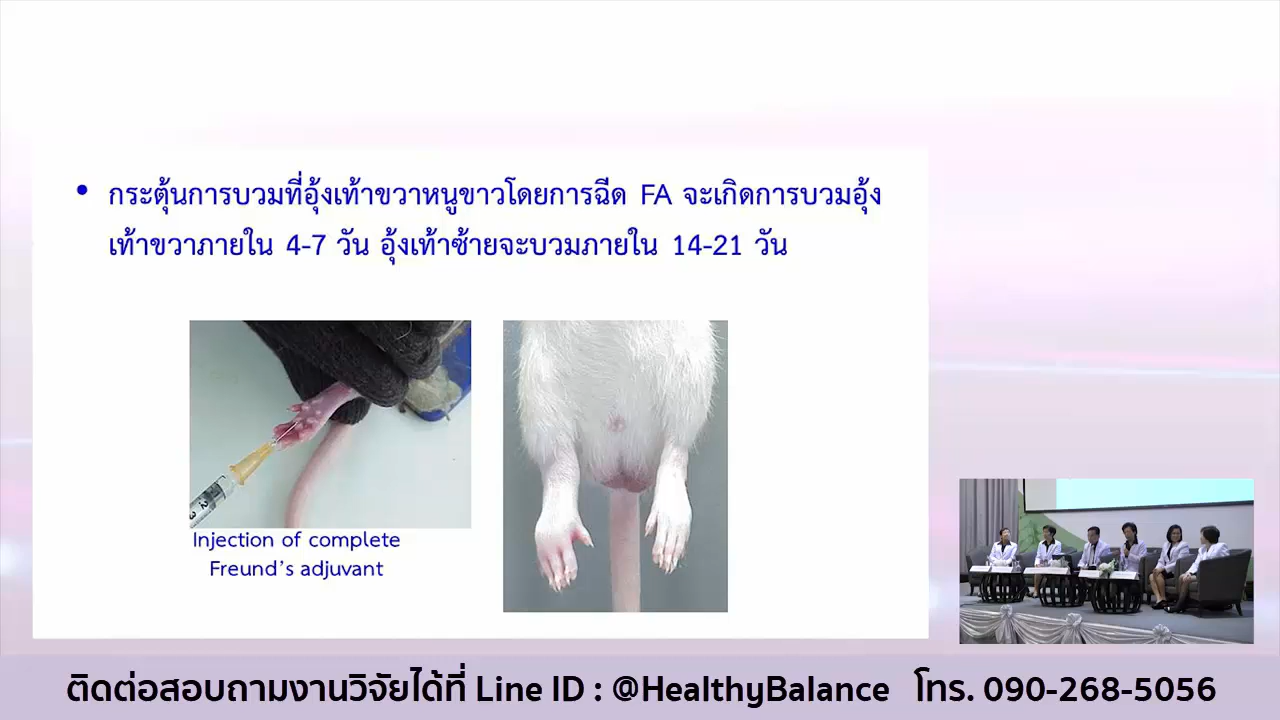 • กระตุ้นการบวมที่อุ้งเท้าขวาหนูขาวโดยการฉีด FA จะเกิดการบวมอุ้ง
เท้าขวาภายใน 4-7 วัน อุ้งเท้าซ้ายจะบวมภายใน 14-21 วัน
Injection of complete
Freund's adjuvant
ติดต่อสอบถามงานวิจัยได้ที่ Line ID : @HealthyBalance โทร. 090-268-5056